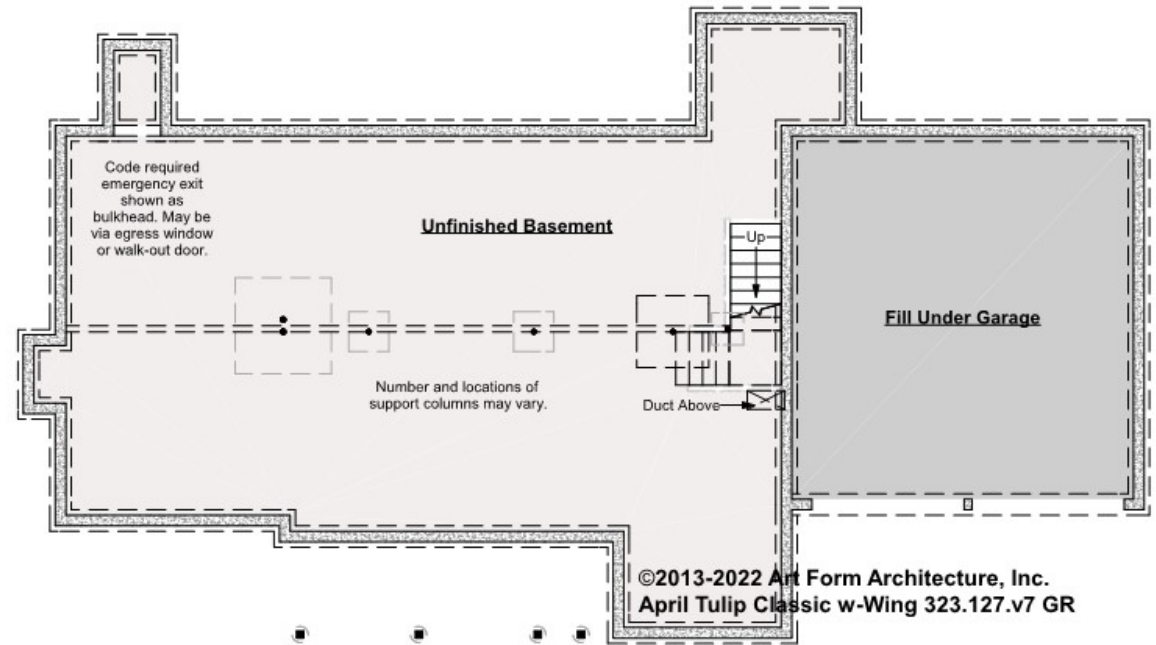 Code required
emergency exit
shown as
bulkhead. May be
via egress window
or walk-out door.
Unfinished Basement
Up
Fill Under Garage
Number and locations of
support columns may vary.
Duct Above
©2013-2022 Art Form Architecture, Inc.
April Tulip Classic w-Wing 323.127.v7 GR